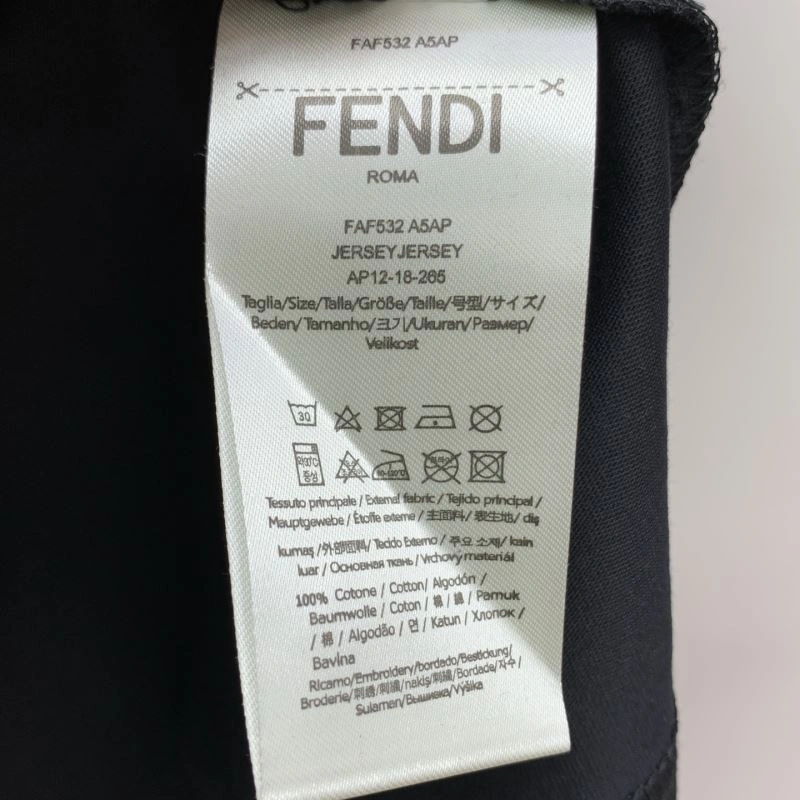 FAF532 A5AP
FENDI
ROMA
FAF532 A5AP
JERSEYJERSEY
AP12-18-265
Taglia/Size/Talla/Größe/Taille/号型/サイズ/
Beden/Tamanho/크기/Ukuran/Размер/
Velikost
30
Tessuto principale / External fabric / Tejido principal /
Hauptgewebe / Étoffe externe / 主面料/ 表生地/ dış
kumaş /外部面料/ Tecido Externo / 주요 소재/ kain
luar / Основная ткань / Vrchový materiál
100% Cotone / Cotton/ Algodón /
Baumwolle / Coton / 棉 / 綿 / Pamuk
/ 棉 / Algodão / 면 / Katun / Хлопок /
Bavlna
Ricamo/Embroidery/bordado/Bestickung/
Broderie/刺绣/刺繍/nakış/刺繡/Bordade/자수/
Sulaman/Вышивка/Výšika